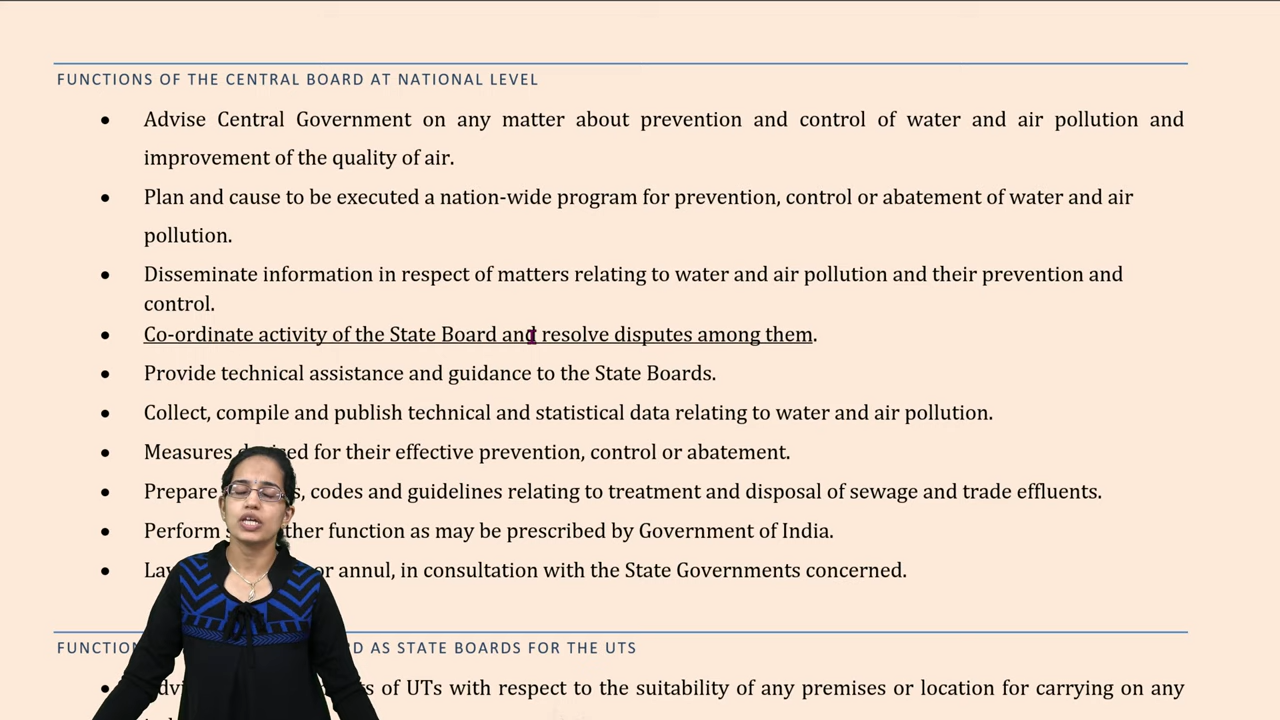 FUNCTIONS OF THE CENTRAL BOARD AT NATIONAL LEVEL
• Advise Central Government on any matter about prevention and control of water and air pollution and
improvement of the quality of air.
• Plan and cause to be executed a nation-wide program for prevention, control or abatement of water and air
pollution.
• Disseminate information in respect of matters relating to water and air pollution and their prevention and
control.
• Co-ordinate activity of the State Board and resolve disputes among them.
• Provide technical assistance and guidance to the State Boards.
• Collect, compile and publish technical and statistical data relating to water and air pollution.
• Measures for their effective prevention, control or abatement.
• Prepare codes and guidelines relating to treatment and disposal of sewage and trade effluents.
• Perform other function as may be prescribed by Government of India.
• or annul, in consultation with the State Governments concerned.
AS STATE BOARDS FOR THE UTS
• of UTs with respect to the suitability of any premises or location for carrying on any